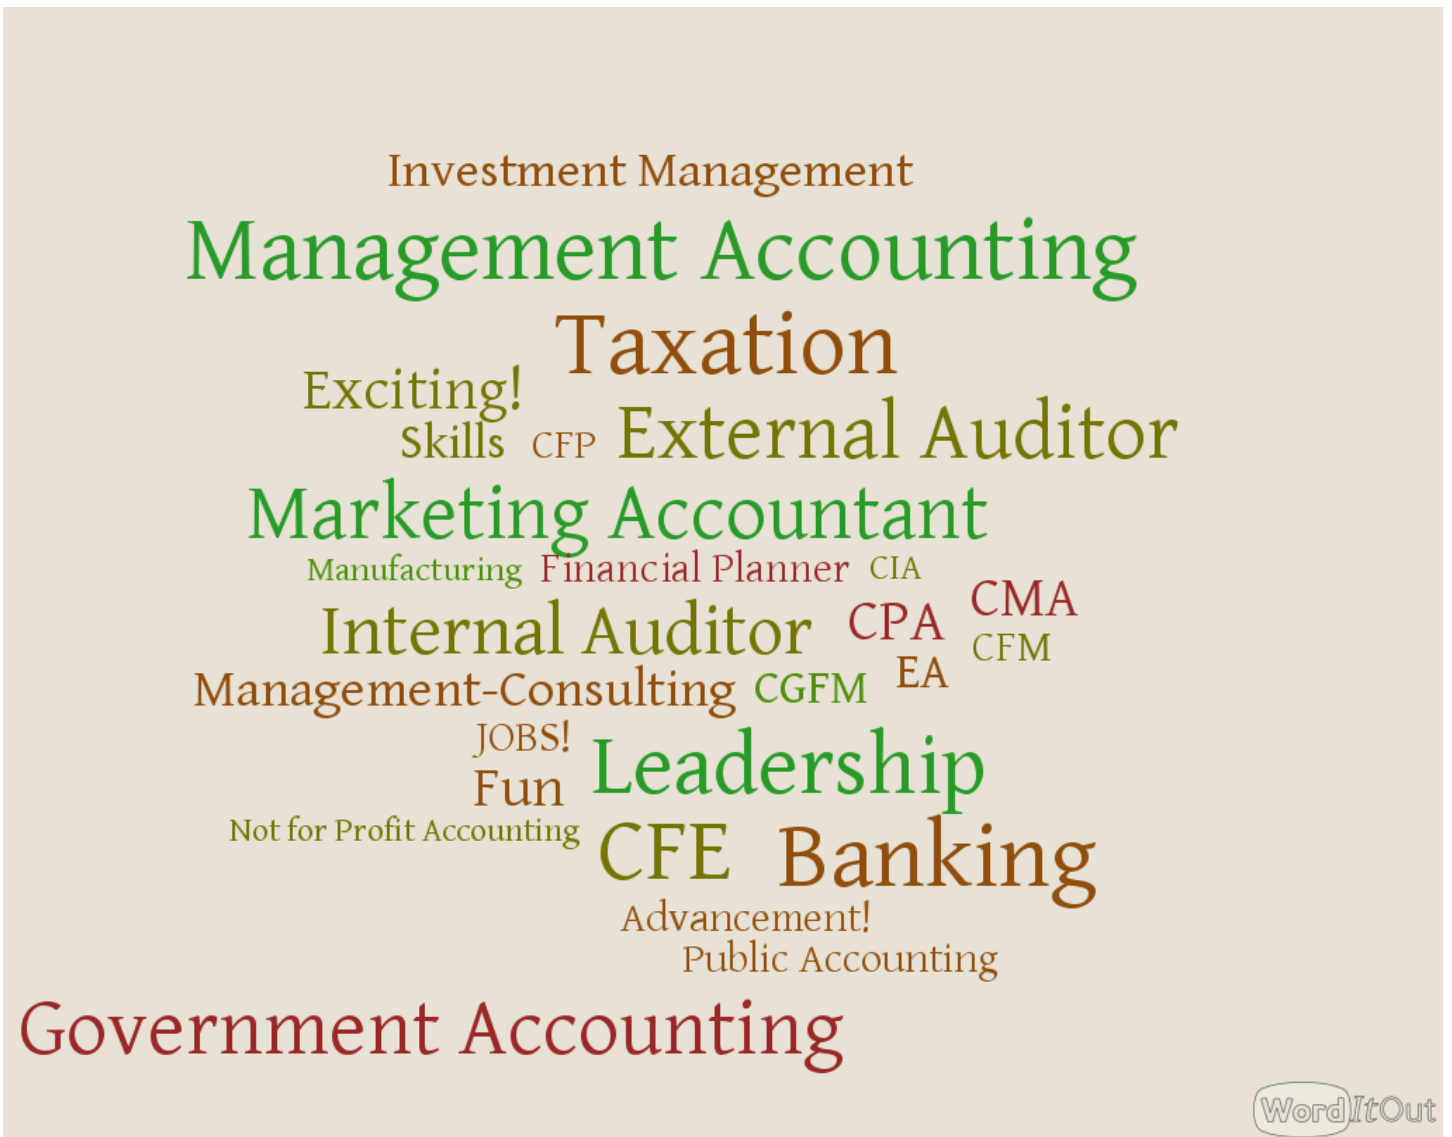 Investment Management
Management Accounting
Taxation
Exciting!
Skills CFP External Auditor
Marketing Accountant
Manufacturing Financial Planner CIA
CMA
Internal Auditor CPA
CFM
EA
Management-Consulting CGFM
JOBS!
Leadership
Fun
Not for Profit Accounting
CFE Banking
Advancement!
Public Accounting
Government Accounting
WordItOut